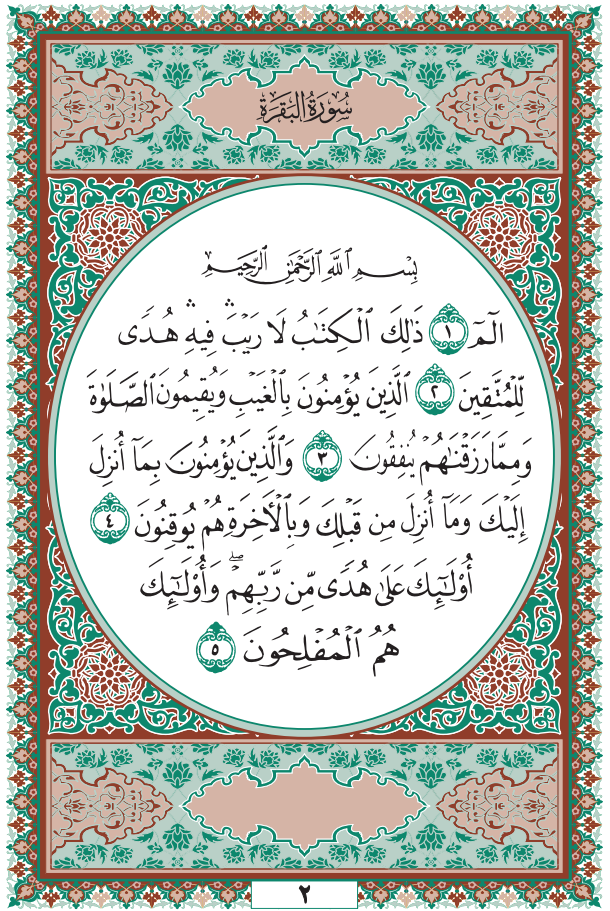 سُورَةُ البَقَرَةِ
بِسْمِ ٱللَّهِ ٱلرَّحْمَٰنِ ٱلرَّحِيمِ
الٓمٓ ١ ذَٰلِكَ ٱلْكِتَٰبُ لَا رَيْبَ ۛ فِيهِ ۛ هُدًى
لِّلْمُتَّقِينَ ٢ ٱلَّذِينَ يُؤْمِنُونَ بِٱلْغَيْبِ وَيُقِيمُونَ ٱلصَّلَوٰةَ
وَمِمَّا رَزَقْنَٰهُمْ يُنفِقُونَ ٣ وَٱلَّذِينَ يُؤْمِنُونَ بِمَآ أُنزِلَ
إِلَيْكَ وَمَآ أُنزِلَ مِن قَبْلِكَ وَبِٱلْأَخِرَةِ هُمْ يُوقِنُونَ ٤
أُو۟لَٰٓئِكَ عَلَىٰ هُدًى مِّن رَّبِّهِمْ ۖ وَأُو۟لَٰٓئِكَ
هُمُ ٱلْمُفْلِحُونَ ٥
٢